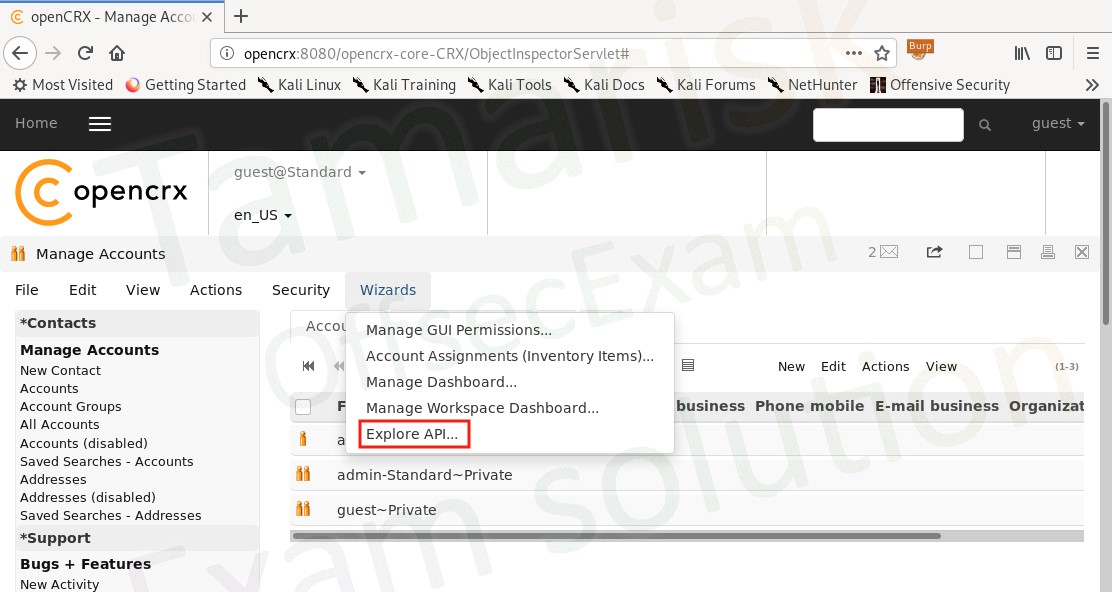 openCRX - Manage Acco
opencrx:8080/opencrx-core-CRX/ObjectInspectorServlet#
Burp
Most Visited Getting Started Kali Linux Kali Training Kali Tools Kali Docs Kali Forums NetHunter Offensive Security
Home guest
opencrx
guest@Standard
en_US
Manage Accounts 2
File Edit View Actions Security Wizards
*Contacts
Manage Accounts
New Contact
Accounts
Account Groups
All Accounts
Accounts (disabled)
Saved Searches - Accounts
Addresses
Addresses (disabled)
Saved Searches - Addresses
*Support
Bugs + Features
New Activity
Accou
Manage GUI Permissions...
Account Assignments (Inventory Items)...
Manage Dashboard...
Manage Workspace Dashboard...
Explore API...
New Edit Actions View (1-3)
F business Phone mobile E-mail business Organizat
a
admin-Standard~Private
guest~Private
Tamarisk
OffsecExam
Exam solution